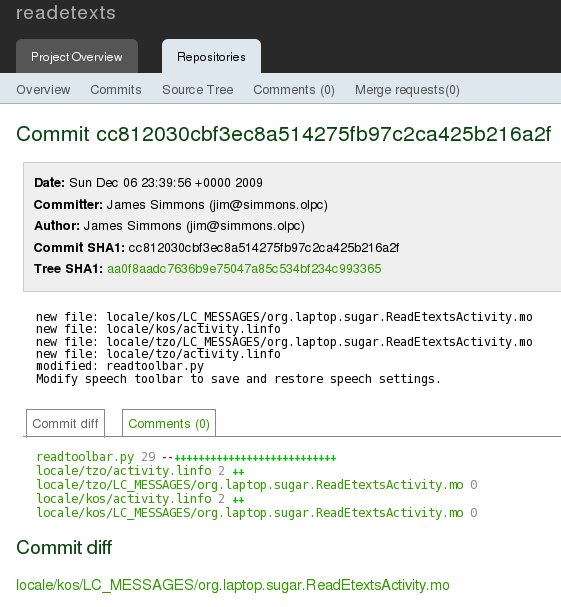 readetexts
Project Overview Repositories
Overview Commits Source Tree Comments (0) Merge requests(0)
Commit cc812030cbf3ec8a514275fb97c2ca425b216a2f
Date: Sun Dec 06 23:39:56 +0000 2009
Committer: James Simmons (jim@simmons.olpc)
Author: James Simmons (jim@simmons.olpc)
Commit SHA1: cc812030cbf3ec8a514275fb97c2ca425b216a2f
Tree SHA1: aa0f8aadc7636b9e75047a85c534bf234c993365
new file: locale/kos/LC_MESSAGES/org.laptop.sugar.ReadEtextsActivity.mo
new file: locale/kos/activity.linfo
new file: locale/tzo/LC_MESSAGES/org.laptop.sugar.ReadEtextsActivity.mo
new file: locale/tzo/activity.linfo
modified: readtoolbar.py
Modify speech toolbar to save and restore speech settings.
Commit diff Comments (0)
readtoolbar.py 29 --+++++++++++++++++++++++++++
locale/tzo/activity.linfo 2 ++
locale/tzo/LC_MESSAGES/org.laptop.sugar.ReadEtextsActivity.mo 0
locale/kos/activity.linfo 2 ++
locale/kos/LC_MESSAGES/org.laptop.sugar.ReadEtextsActivity.mo 0
Commit diff
locale/kos/LC_MESSAGES/org.laptop.sugar.ReadEtextsActivity.mo